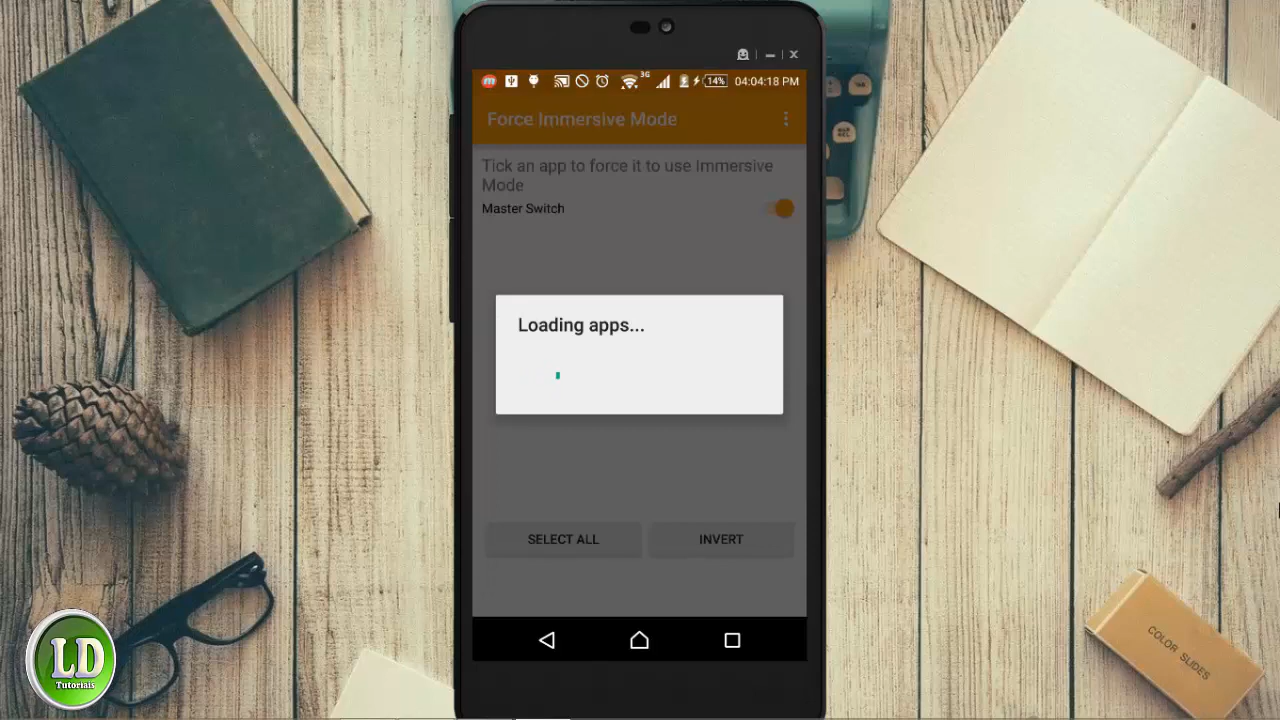 3G
14%
04:04:18 PM
Force Immersive Mode
Tick an app to force it to use Immersive
Mode
Master Switch
Loading apps...
SELECT ALL
INVERT
COLOR SLIDES
LD
Tutorials